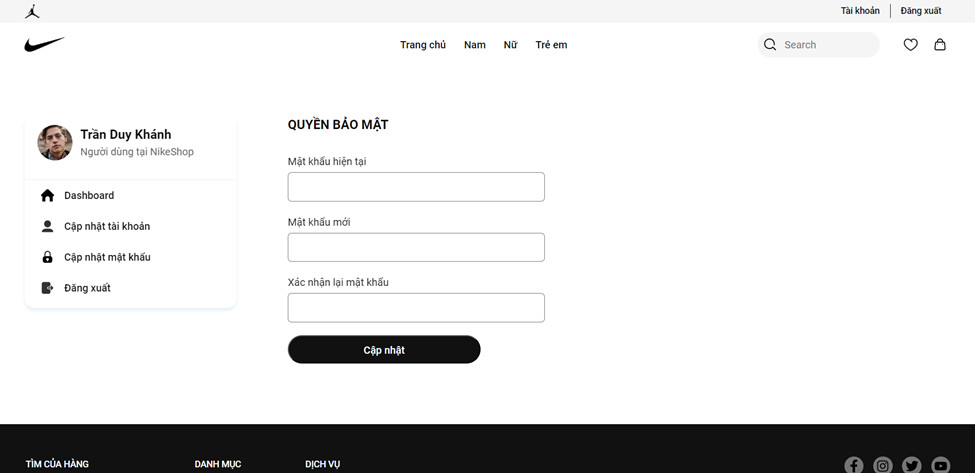 Tài khoản
Đăng xuất
Trang chủ
Nam
Nữ
Trẻ em
Search
Trần Duy Khánh
Người dùng tại NikeShop
Dashboard
Cập nhật tài khoản
Cập nhật mật khẩu
Đăng xuất
QUYỀN BẢO MẬT
Mật khẩu hiện tại
Mật khẩu mới
Xác nhận lại mật khẩu
Cập nhật
TÌM CỬA HÀNG
DANH MỤC
DỊCH VỤ